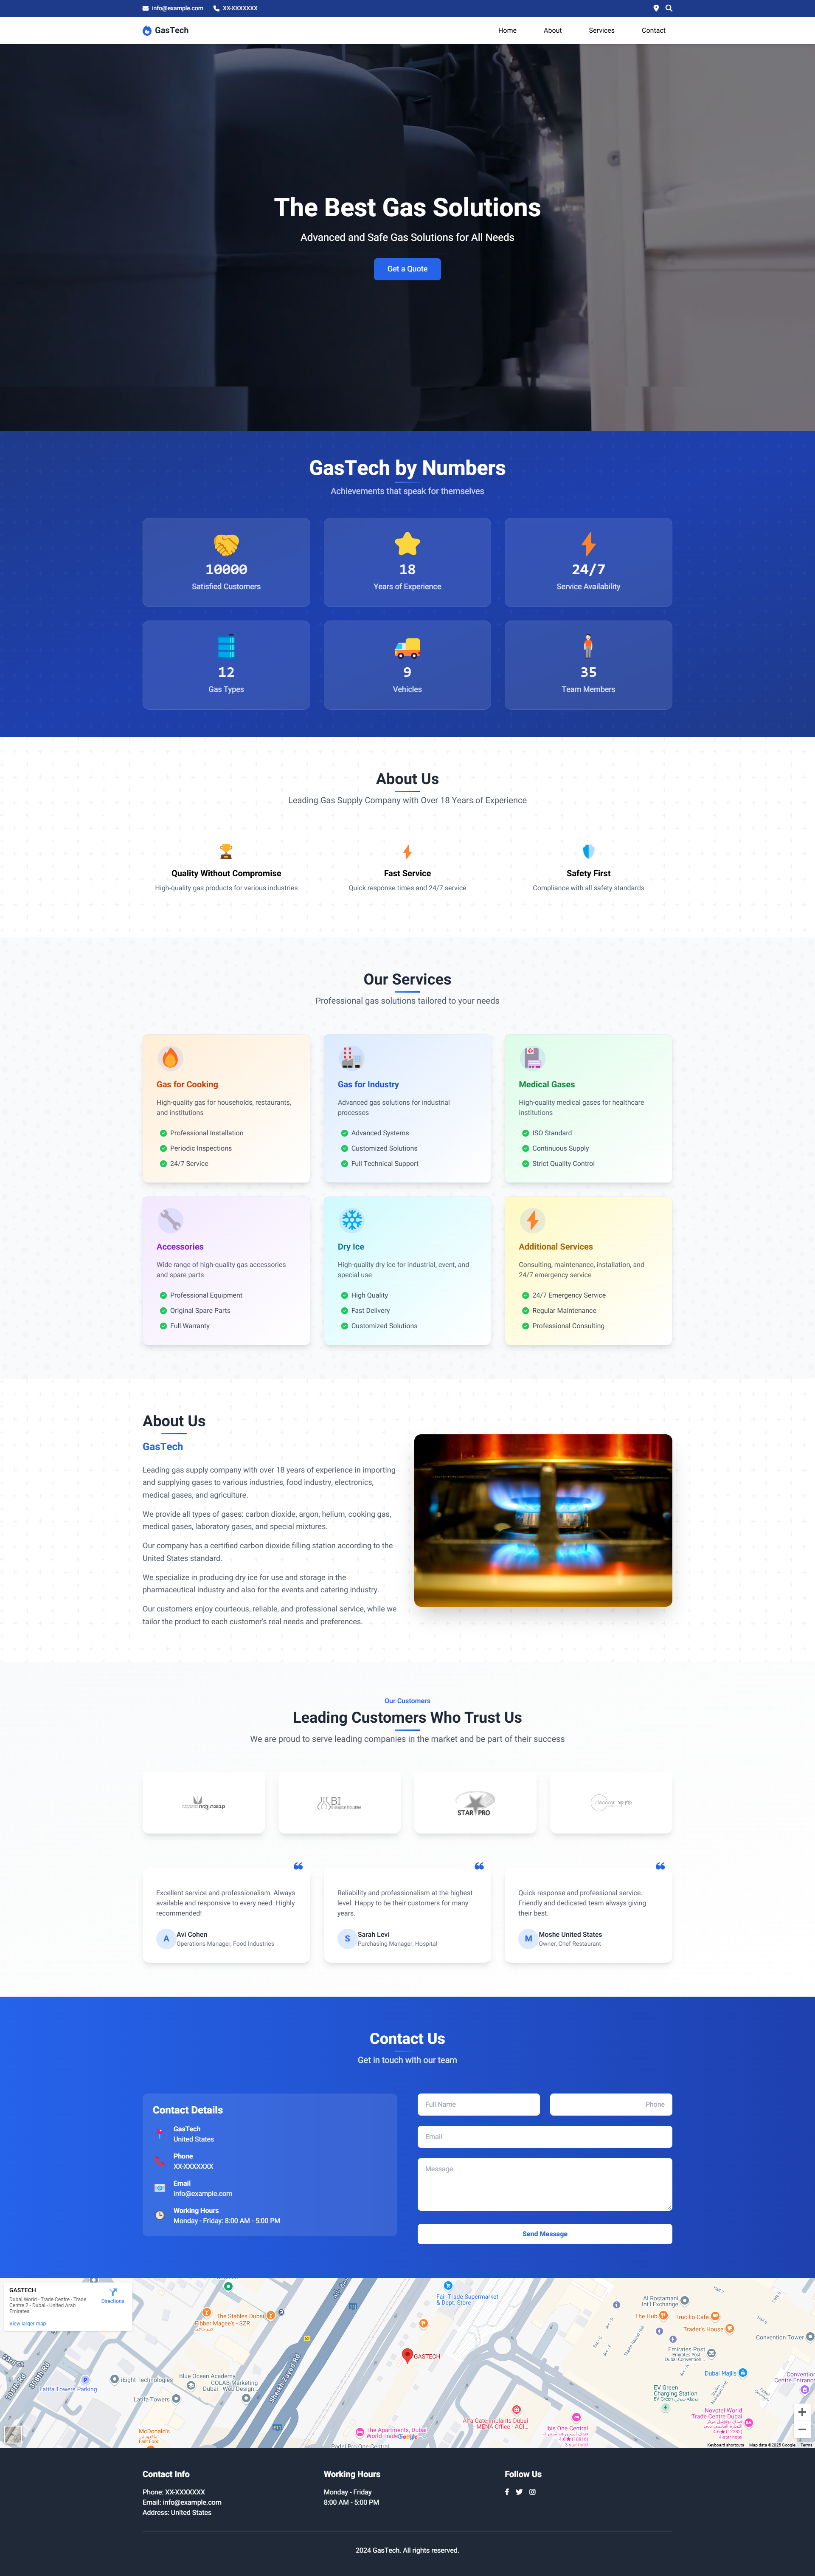 info@example.com
XX-XXXXXXX
GasTech
Home
About
Services
Contact
The Best Gas Solutions
Advanced and Safe Gas Solutions for All Needs
Get a Quote
GasTech by Numbers
Achievements that speak for themselves
10000
Satisfied Customers
18
Years of Experience
24/7
Service Availability
12
Gas Types
9
Vehicles
35
Team Members
About Us
Leading Gas Supply Company with Over 18 Years of Experience
Quality Without Compromise
High-quality gas products for various industries
Fast Service
Quick response times and 24/7 service
Safety First
Compliance with all safety standards
Our Services
Professional gas solutions tailored to your needs
Gas for Cooking
High-quality gas for households, restaurants,
and institutions
Professional Installation
Periodic Inspections
24/7 Service
Gas for Industry
Advanced gas solutions for industrial
processes
Advanced Systems
Customized Solutions
Full Technical Support
Medical Gases
High-quality medical gases for healthcare
institutions
ISO Standard
Continuous Supply
Strict Quality Control
Accessories
Wide range of high-quality gas accessories
and spare parts
Professional Equipment
Original Spare Parts
Full Warranty
Dry Ice
High-quality dry ice for industrial, event, and
special use
High Quality
Fast Delivery
Customized Solutions
Additional Services
Consulting, maintenance, installation, and
24/7 emergency service
24/7 Emergency Service
Regular Maintenance
Professional Consulting
About Us
GasTech
Leading gas supply company with over 18 years of experience in importing
and supplying gases to various industries, food industry, electronics,
medical gases, and agriculture.
We provide all types of gases: carbon dioxide, argon, helium, cooking gas,
medical gases, laboratory gases, and special mixtures.
Our company has a certified carbon dioxide filling station according to the
United States standard.
We specialize in producing dry ice for use and storage in the
pharmaceutical industry and also for the events and catering industry.
Our customers enjoy courteous, reliable, and professional service, while we
tailor the product to each customer's real needs and preferences.
Our Customers
Leading Customers Who Trust Us
We are proud to serve leading companies in the market and be part of their success
BI
Biological Industries
STAR PRO
Excellent service and professionalism. Always
available and responsive to every need. Highly
recommended!
A
Avi Cohen
Operations Manager, Food Industries
Reliability and professionalism at the highest
level. Happy to be their customers for many
years.
S
Sarah Levi
Purchasing Manager, Hospital
Quick response and professional service.
Friendly and dedicated team always giving
their best.
M
Moshe United States
Owner, Chef Restaurant
Contact Us
Get in touch with our team
Contact Details
GasTech
United States
Phone
XX-XXXXXXX
Email
info@example.com
Working Hours
Monday - Friday: 8:00 AM - 5:00 PM
Full Name
Phone
Email
Message
Send Message
GASTECH
Dubai World - Trade Centre - Trade
Centre 2 - Dubai - United Arab
Emirates
Directions
View larger map
The Stables Dubai
Fibber Magee's - SZR
Fair Trade Supermarket
& Dept. Store
Al Rostamani
Int'l Exchange
The Hub
Trucillo Cafe
Trader's House
Convention Tower
Emirates Post
Dubai Majlis
EV Green
Charging Station
Convention
Centre Entrance
Novotel World
Trade Centre Dubai
4-star hotel
GASTECH
Sheikh Zayed Rd
308th Rd
iEight Technologies
Blue Ocean Academy
COLAB Marketing
Dubai - Web Design...
Latifa Towers Parking
Latifa Towers
McDonald's
Fast Food
The Apartments, Dubai
World Trade
Google
Alfa Gate Implants Dubai
MENA Office - AGI...
Ibis One Central
3-star hotel
Padel Pro One Central
Keyboard shortcuts
Map data ©2025 Google
Terms
Contact Info
Phone: XX-XXXXXXX
Email: info@example.com
Address: United States
Working Hours
Monday - Friday
8:00 AM - 5:00 PM
Follow Us
2024 GasTech. All rights reserved.